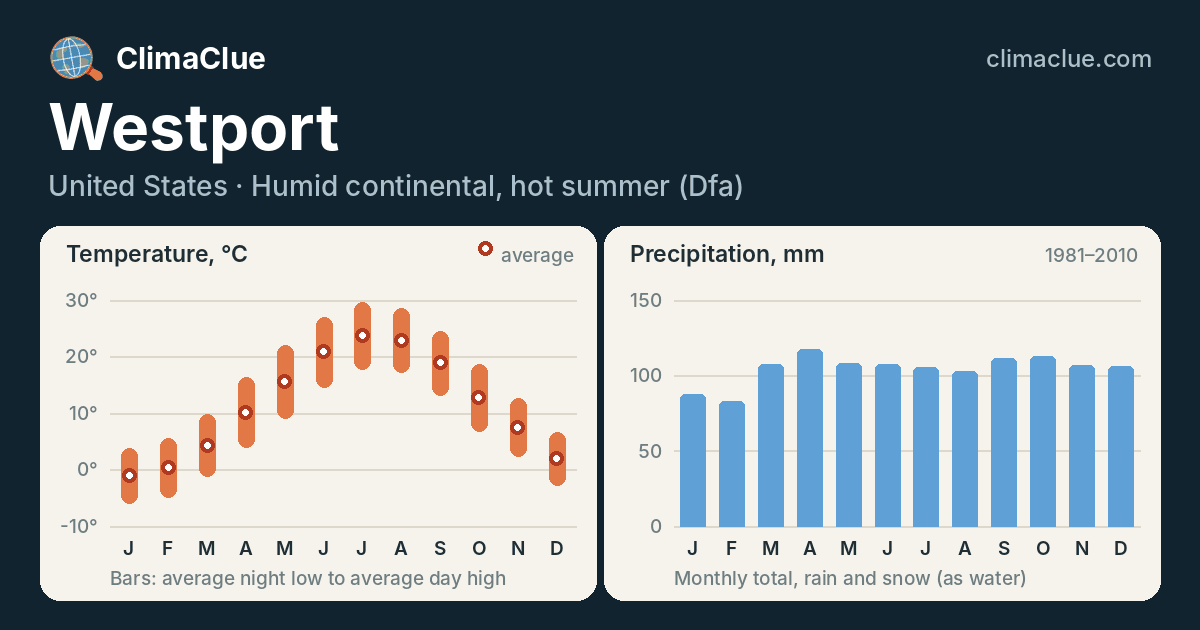 ClimaClue
climaclue.com
Westport
United States · Humid continental, hot summer (Dfa)
Temperature, °C
average
30°
20°
10°
0°
-10°
J F M A M J J A S O N D
Bars: average night low to average day high
Precipitation, mm
1981–2010
150
100
50
0
J F M A M J J A S O N D
Monthly total, rain and snow (as water)